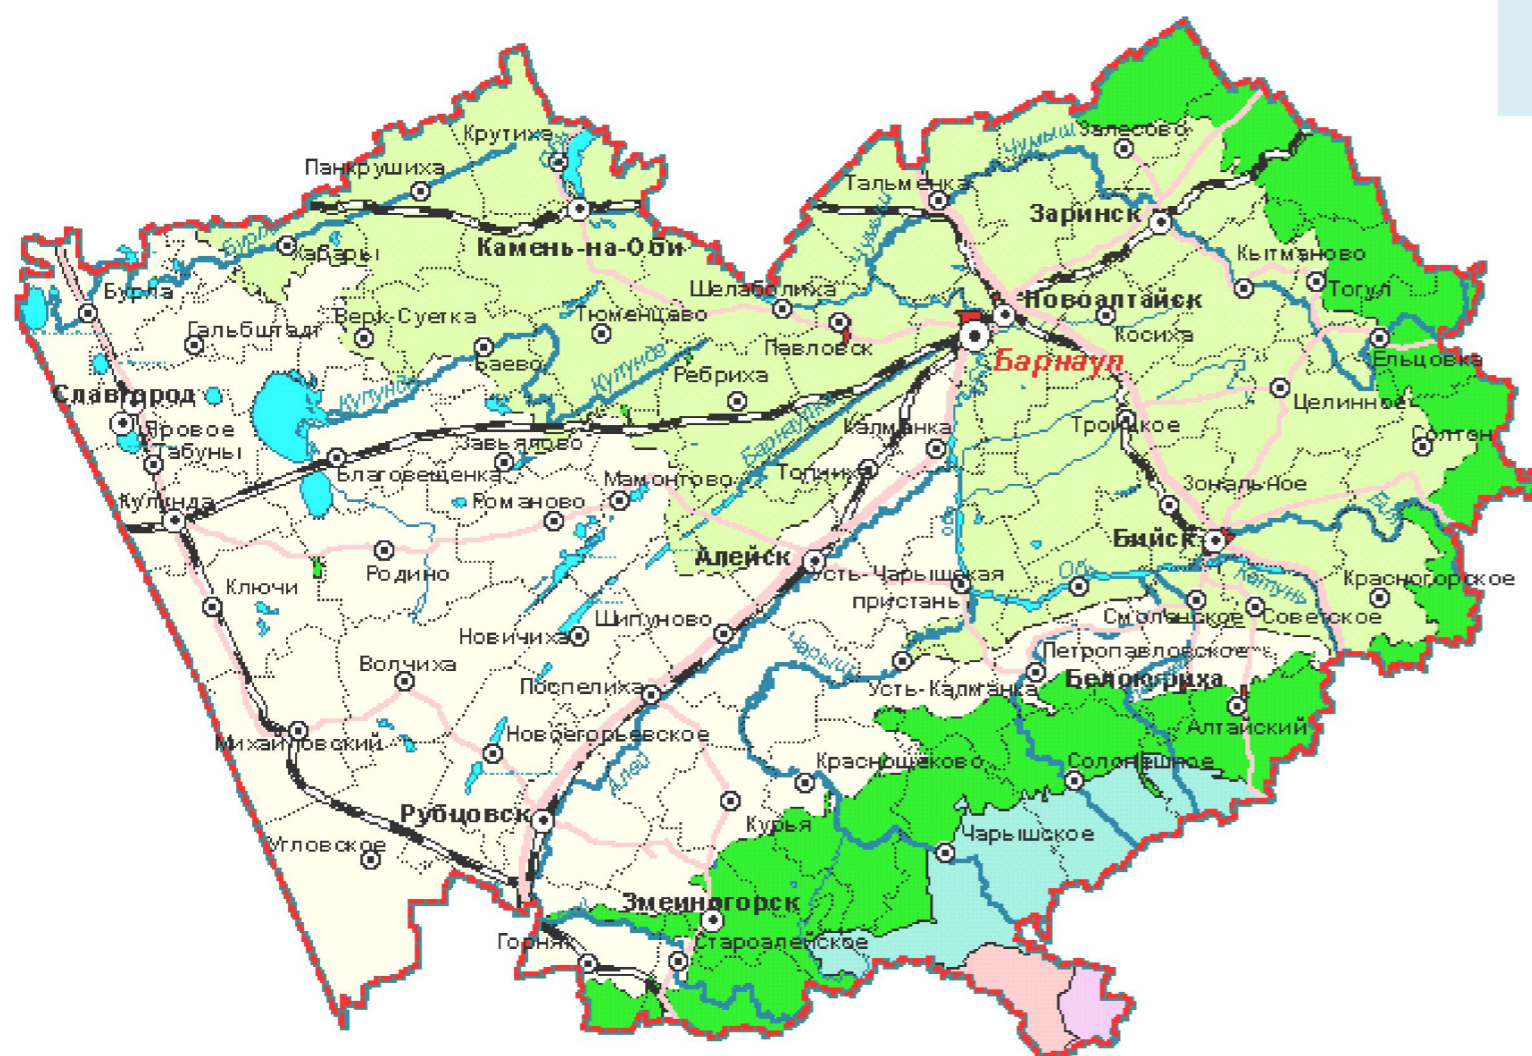 Крутиха
Залесово
Чумыш
Панкрушиха
Тальменка
Заринск
Бурла
Хабары
Камень-на-Оби
Чумыш
Кытманово
Бурла
Шелаболиха
Новоалтайск
Тогул
Гальбштадт
Верх-Суетка
Тюменцево
Павловск
Косиха
Баево
Барнаул
Ельцовка
Кулунда
Кулунда
Ребриха
Славгород
Целинное
Яровое
Завьялово
Барнаулка
Калманка
Троицкое
Солтон
Табуны
Благовещенка
Мамонтово
Топчиха
Кулунда
Романово
Зональное
Бия
Обь
Алейск
Бийск
Родино
Усть-Чарышская
пристань
Обь
Катунь
Красногорское
Ключи
Новичиха
Шипуново
Смоленское
Советское
Чарыш
Волчиха
Петропавловское
Поспелиха
Усть-Калманка
Белокуриха
Михайловский
Новоегорьевское
Алтайский
Алей
Краснощеково
Солонешное
Рубцовск
Курья
Угловское
Чарышское
Змеиногорск
Горняк
Староалейское